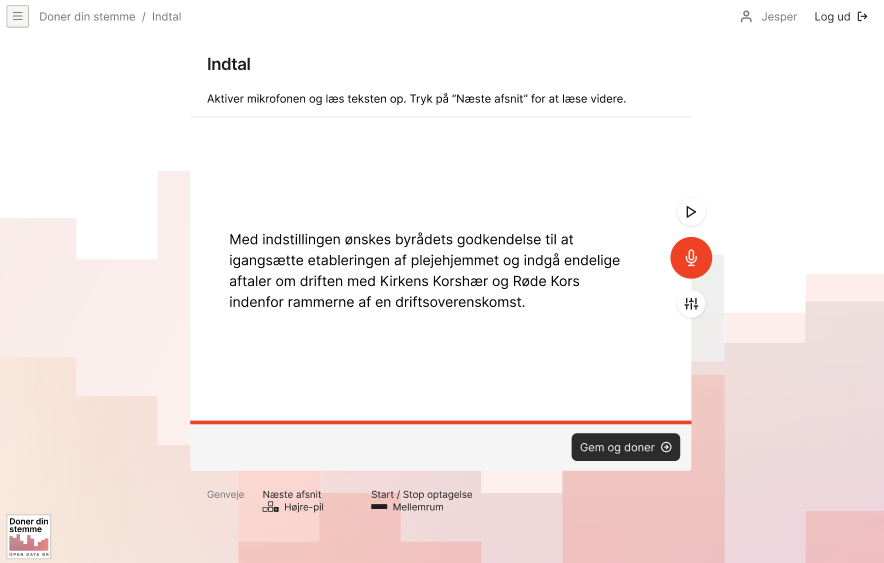 Doner din stemme / Indtal
Jesper
Log ud
Indtal
Aktiver mikrofonen og læs teksten op. Tryk på “Næste afsnit” for at læse videre.
Med indstillingen ønskes byrådets godkendelse til at
igangsætte etableringen af plejehjemmet og indgå endelige
aftaler om driften med Kirkens Korshær og Røde Kors
indenfor rammerne af en driftsoverenskomst.
Gem og doner
Genveje
Næste afsnit
Højre-pil
Start / Stop optagelse
Mellemrum
Doner din
stemme
OPEN DATA DK